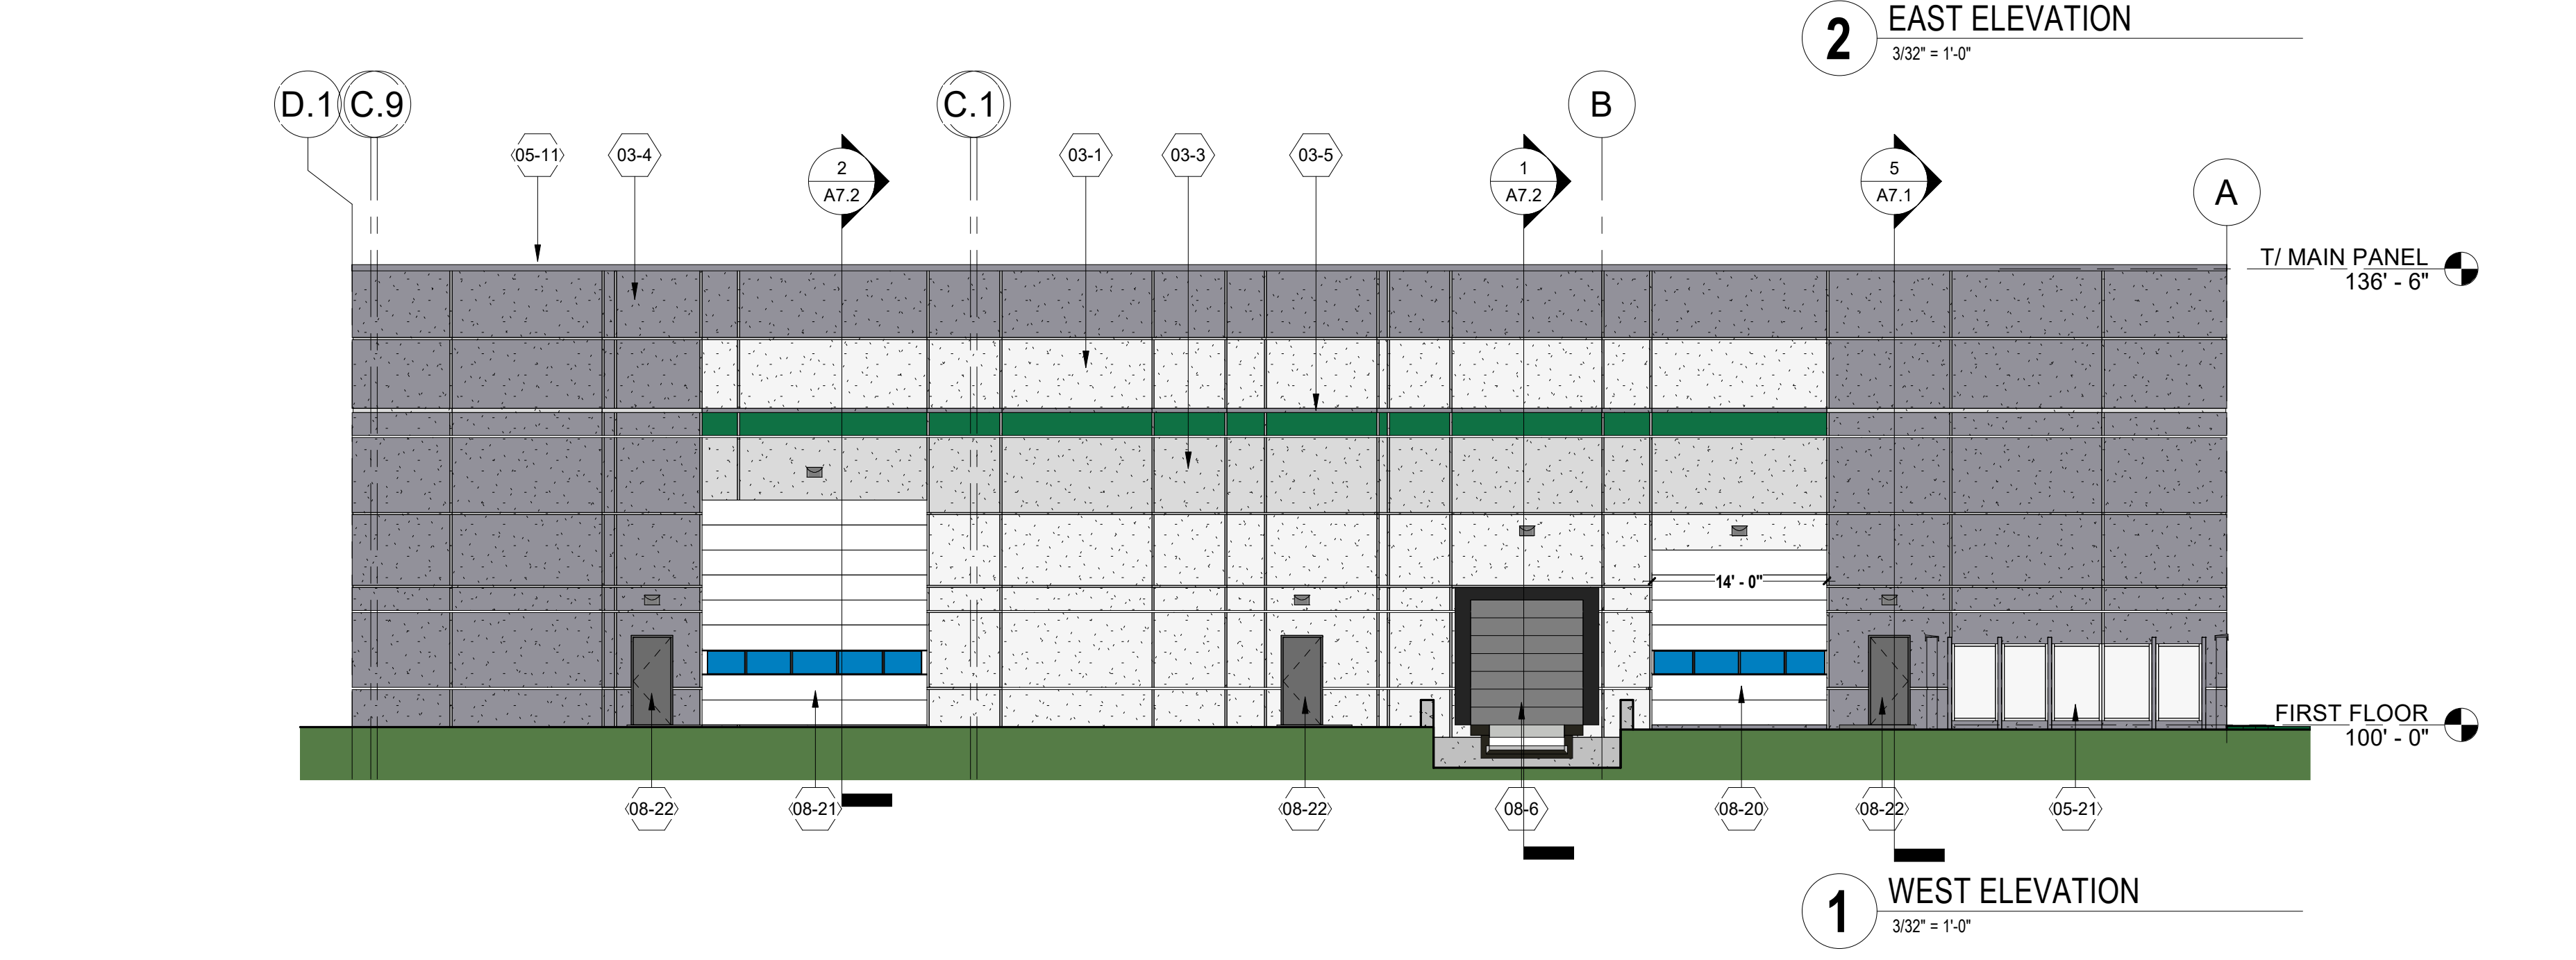 2
EAST ELEVATION
3/32" = 1'-0"
D.1
C.9
C.1
B
A
05-11
03-4
2
A7.2
03-1
03-3
03-5
1
A7.2
5
A7.1
T/ MAIN PANEL
136' - 6"
14' - 0"
FIRST FLOOR
100' - 0"
08-22
08-21
08-22
08-6
08-20
08-22
05-21
1
WEST ELEVATION
3/32" = 1'-0"